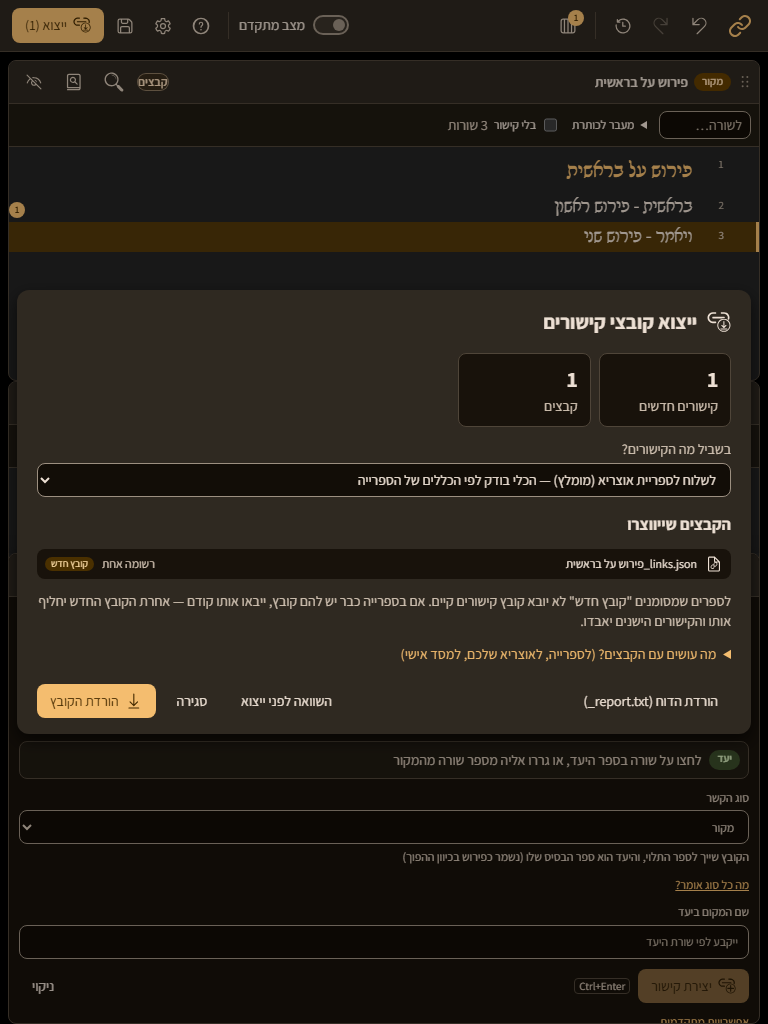 1
מצב מתקדם
ייצוא (1)
מקור
פירוש על בראשית
קבצים
לשורה...
מעבר לכותרת
בלי קישור
3 שורות
1 פירוש על בראשית
2 בראשית - פירוש ראשון
1
3 ויאמר - פירוש שני
ייצוא קובצי קישורים
1
קישורים חדשים
1
קבצים
בשביל מה הקישורים?
לשלוח לספריית אוצריא (מומלץ) — הכלי בודק לפי הכללים של הספרייה
הקבצים שייווצרו
פירוש על בראשית_links.json
רשומה אחת
קובץ חדש
לספרים שמסומנים "קובץ חדש" לא יובא קובץ קישורים קיים. אם בספרייה כבר יש להם קובץ, ייבאו אותו קודם — אחרת הקובץ החדש יחליף
אותו והקישורים הישנים יאבדו.
מה עושים עם הקבצים? (לספרייה, לאוצריא שלכם, למסד אישי)
הורדת הדוח (_report.txt)
השוואה לפני ייצוא
סגירה
הורדת הקובץ
יעד
לחצו על שורה בספר היעד, או גררו אליה מספר שורה מהמקור
סוג הקשר
מקור
הקובץ שייך לספר התלוי, והיעד הוא ספר הבסיס שלו (נשמר כפירוש בכיוון ההפוך)
מה כל סוג אומר?
שם המקום ביעד
ייקבע לפי שורת היעד
יצירת קישור
Ctrl+Enter
ניקוי
אפשרויות מתקדמות